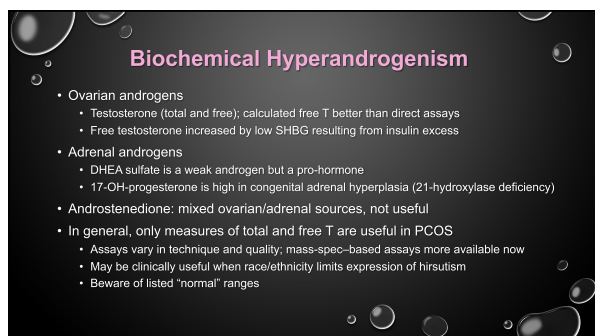 Biochemical Hyperandrogenism
• Ovarian androgens
• Testosterone (total and free); calculated free T better than direct assays
• Free testosterone increased by low SHBG resulting from insulin excess
• Adrenal androgens
• DHEA sulfate is a weak androgen but a pro-hormone
• 17-OH-progesterone is high in congenital adrenal hyperplasia (21-hydroxylase deficiency)
• Androstenedione: mixed ovarian/adrenal sources, not useful
• In general, only measures of total and free T are useful in PCOS
• Assays vary in technique and quality; mass-spec–based assays more available now
• May be clinically useful when race/ethnicity limits expression of hirsutism
• Beware of listed “normal” ranges